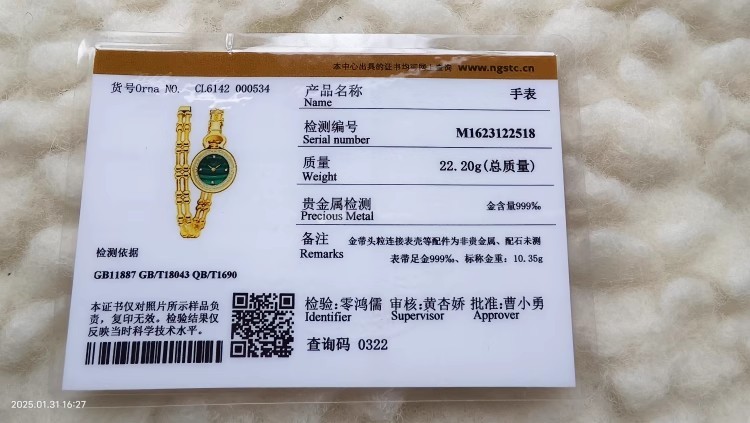 本中心出具的证书均可网上查询 www.ngstc.cn
货号Orna NO. CL6142 000534
产品名称 手表
Name
检测编号 M1623122518
Serial number
质量 22.20g(总质量)
Weight
贵金属检测 金含量999‰
Precious Metal
备注 金带头粒连接表壳等配件为非贵金属、配石未测
Remarks 表带足金999‰、标称金重: 10.35g
检测依据
GB11887 GB/T18043 QB/T1690
本证书仅对照片所示样品负
责，复印无效。检验结果仅
反映当时科学技术水平。
检验:零鸿儒 审核:黄杏娇 批准:曹小勇
Identifier Supervisor Approver
查询码 0322
2025.01.31 16:27